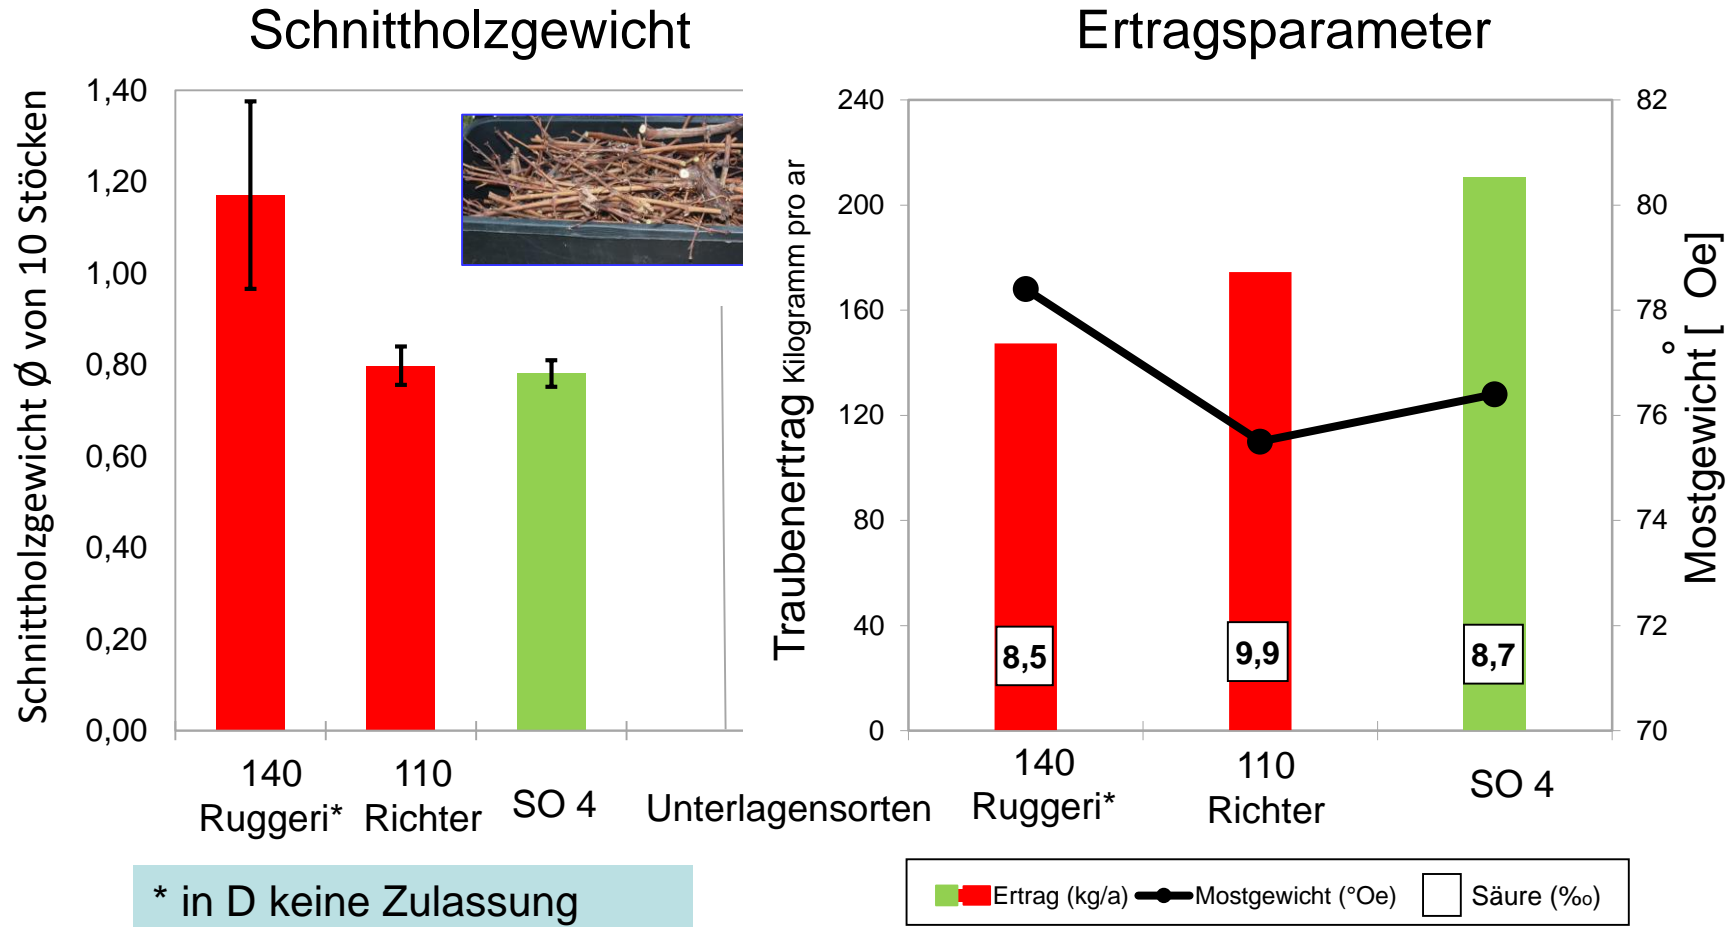 Schnittholzgewicht
Schnittholzgewicht Ø von 10 Stöcken
1,40
1,20
1,00
0,80
0,60
0,40
0,20
0,00
140
Ruggeri*
110
Richter
SO 4
Unterlagensorten
* in D keine Zulassung
Ertragsparameter
Traubenertrag Kilogramm pro ar
240
200
160
120
80
40
0
82
80
78
76
74
72
70
Mostgewicht [°Oe]
8,5
9,9
8,7
140
Ruggeri*
110
Richter
SO 4
Ertrag (kg/a) Mostgewicht (°Oe) Säure (‰)